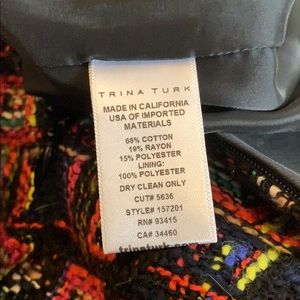 TRINA TURK
MADE IN CALIFORNIA
USA OF IMPORTED
MATERIALS
66% COTTON
19% RAYON
15% POLYESTER
LINING:
100% POLYESTER
DRY CLEAN ONLY
CUT# 5636
STYLE# 157201
RN# 93415
CA# 34460